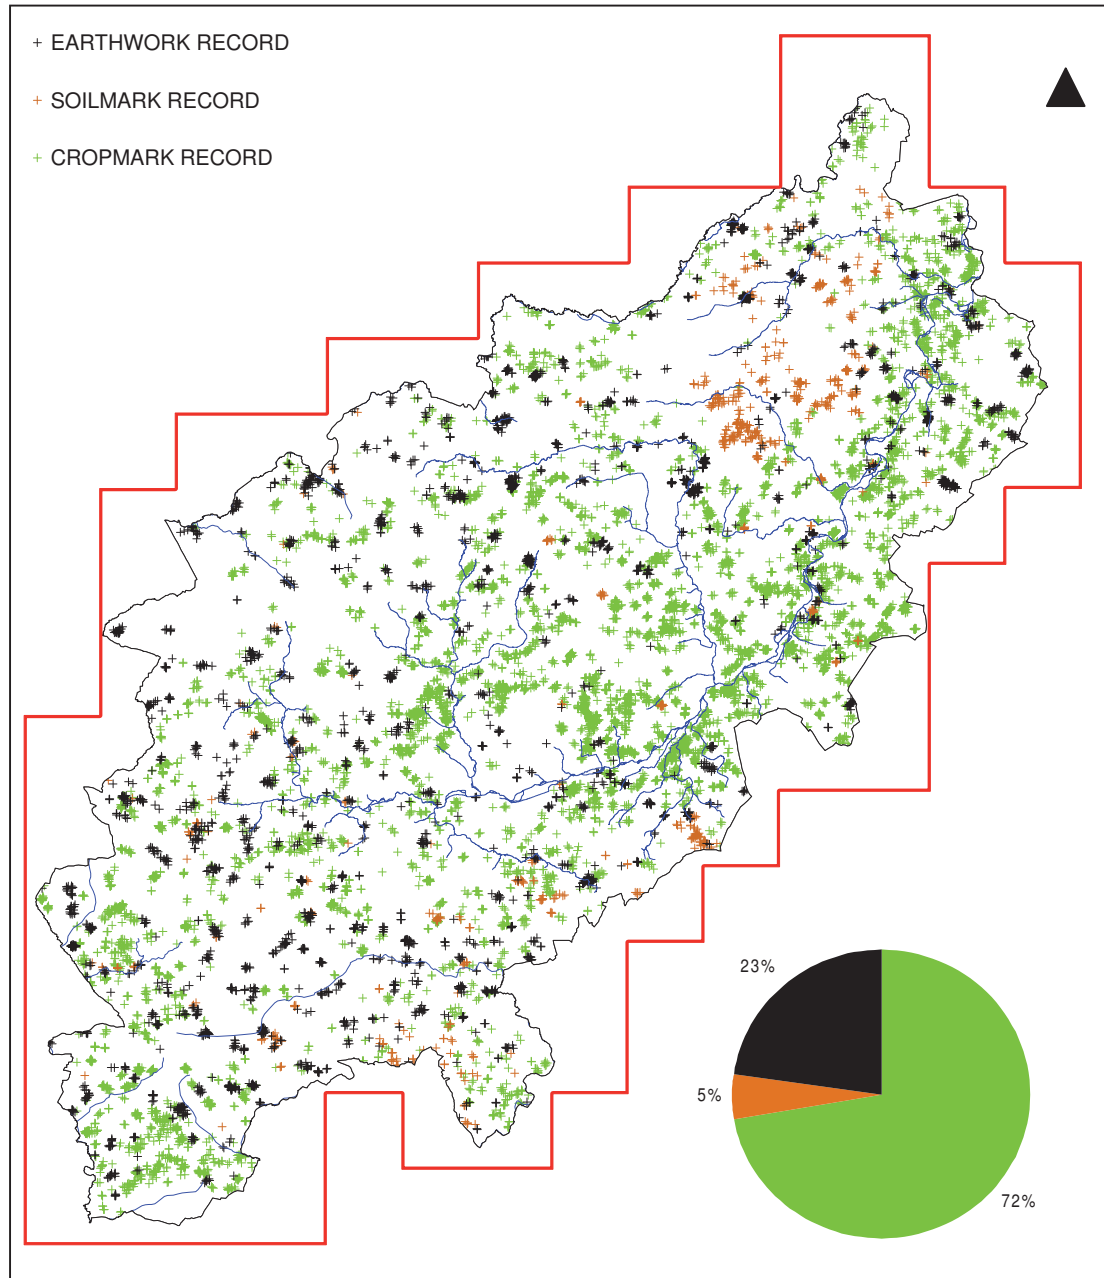 + EARTHWORK RECORD
+ SOILMARK RECORD
+ CROPMARK RECORD
23%
5%
72%